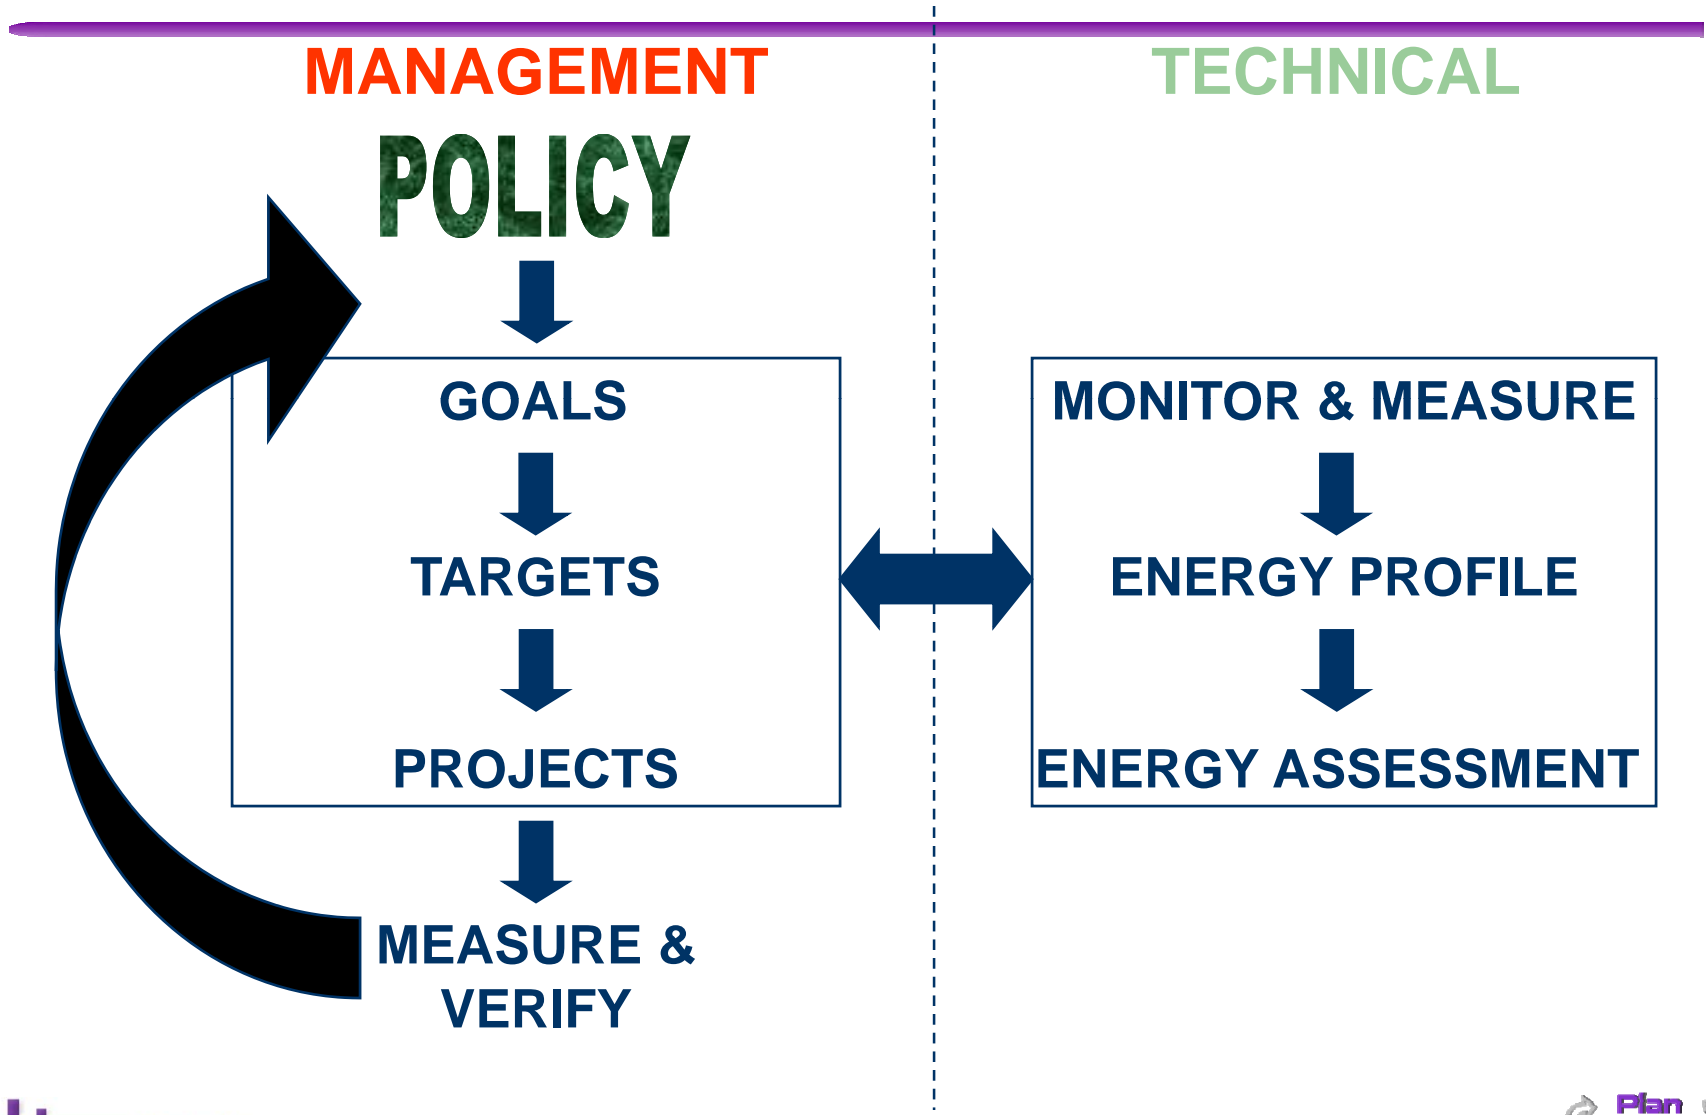 MANAGEMENT
POLICY
GOALS
TARGETS
PROJECTS
MEASURE &
VERIFY
TECHNICAL
MONITOR & MEASURE
ENERGY PROFILE
ENERGY ASSESSMENT
Plan